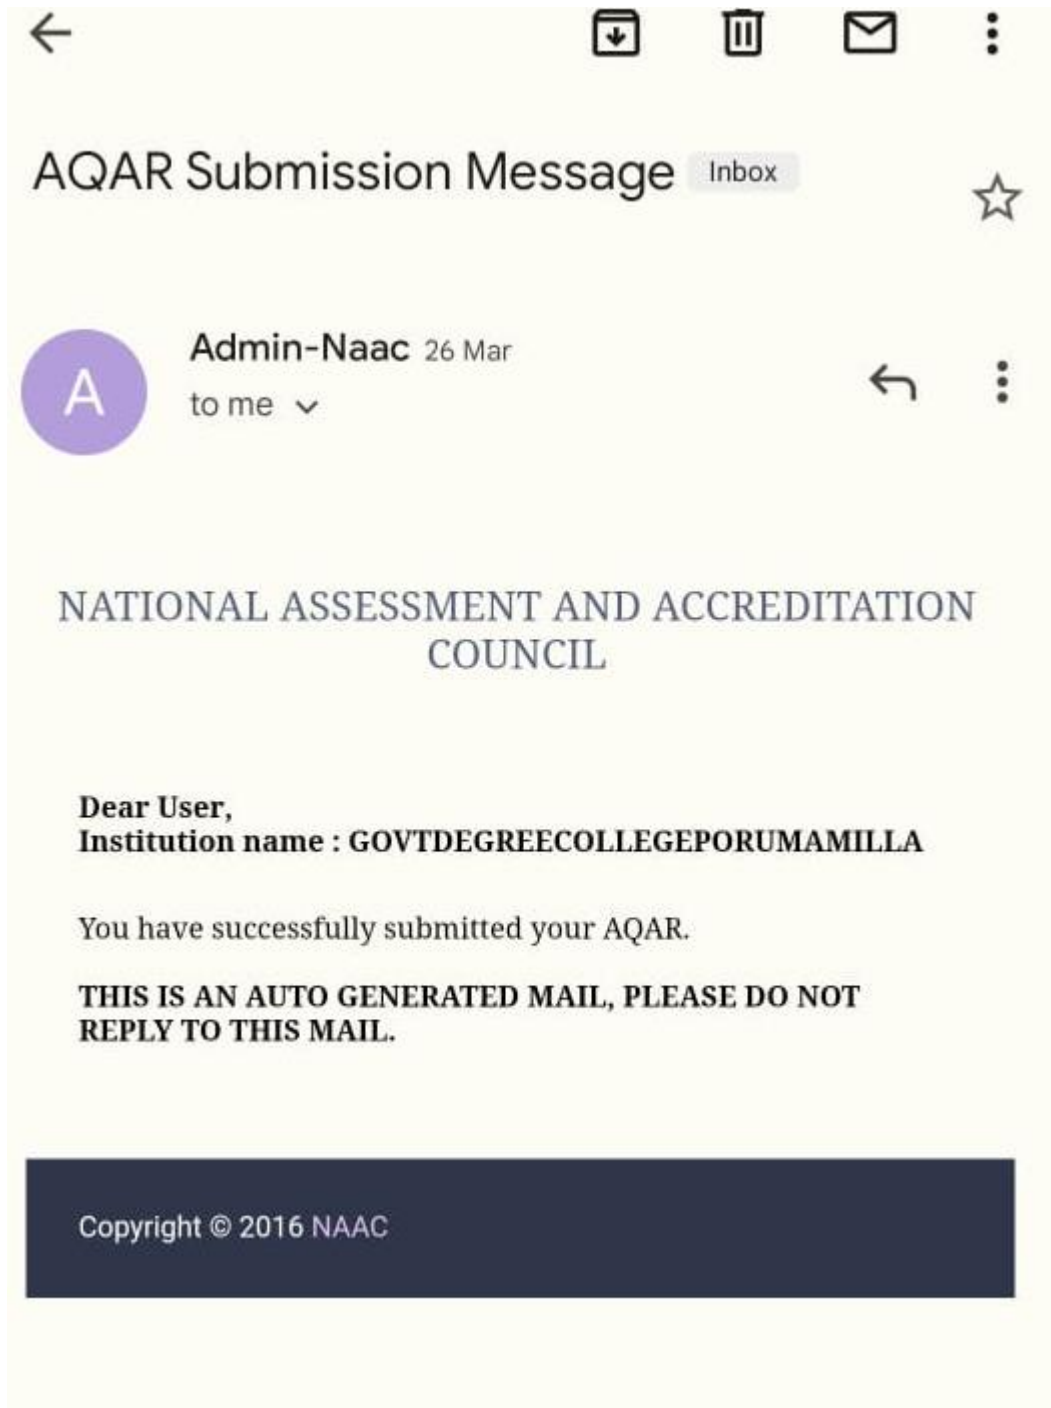 AQAR Submission Message Inbox
A
Admin-Naac 26 Mar
to me
NATIONAL ASSESSMENT AND ACCREDITATION
COUNCIL
Dear User,
Institution name : GOVTDEGREECOLLEGEPORUMAMILLA
You have successfully submitted your AQAR.
THIS IS AN AUTO GENERATED MAIL, PLEASE DO NOT
REPLY TO THIS MAIL.
Copyright © 2016 NAAC